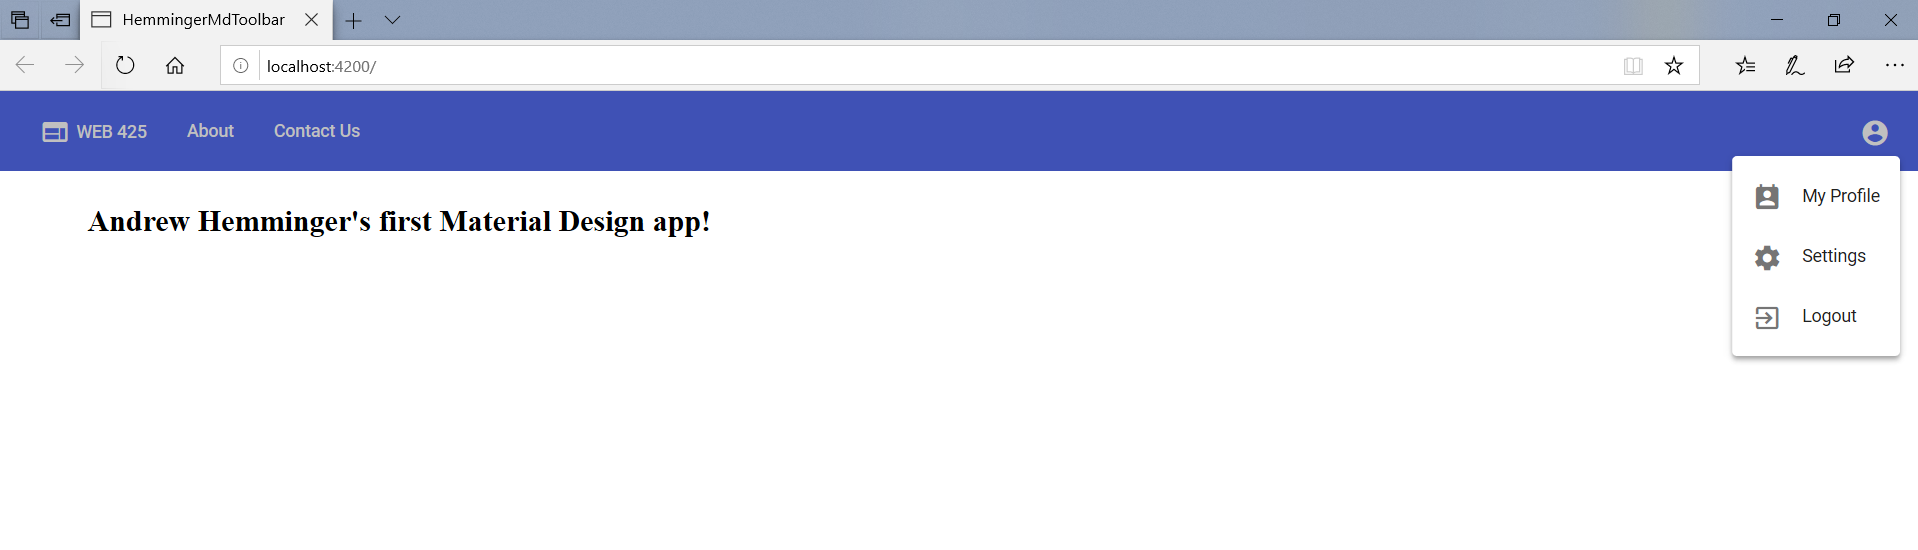 HemmingerMdToolbar
localhost:4200/
WEB 425 About Contact Us
Andrew Hemminger's first Material Design app!
My Profile
Settings
Logout